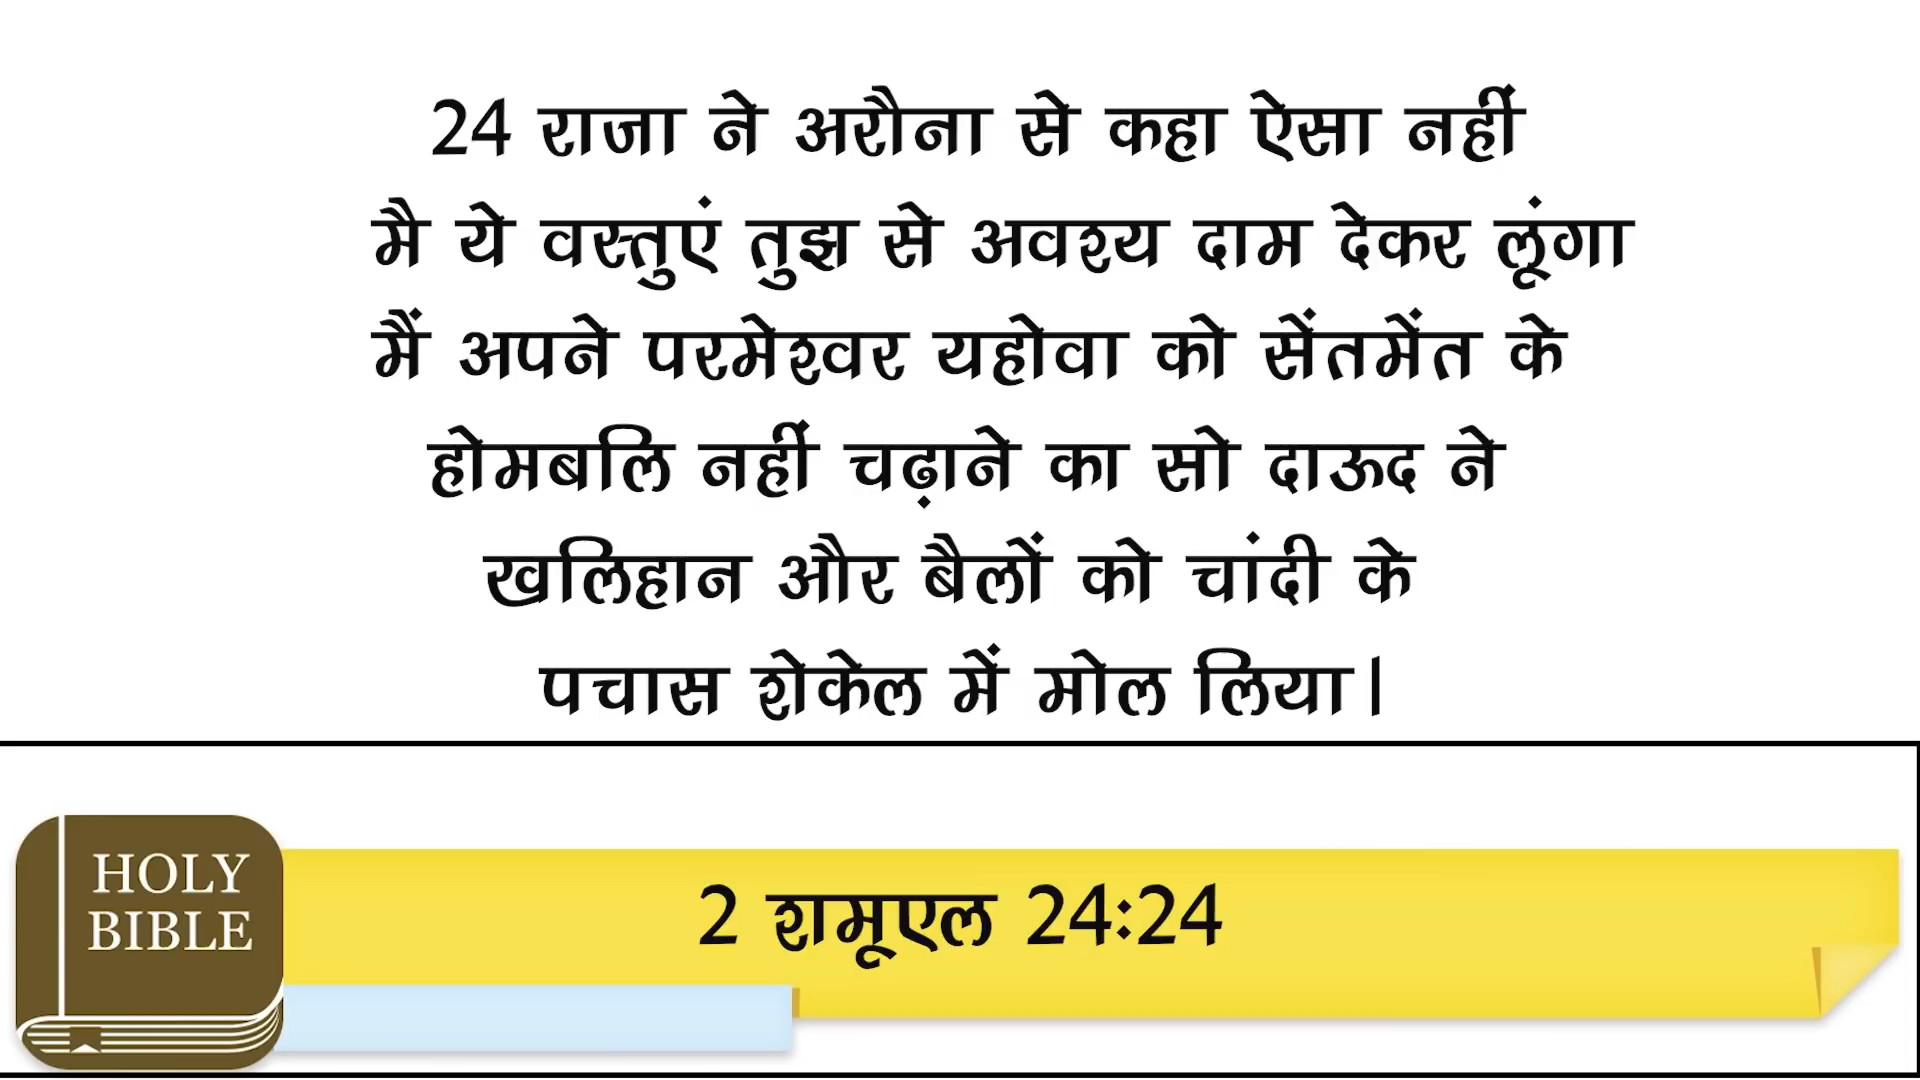 24 राजा ने अरौना से कहा ऐसा नहीं
मै ये वस्तुएं तुझ से अवश्य दाम देकर लूंगा
मैं अपने परमेश्वर यहोवा को सेंतमेंत के
होमबलि नहीं चढ़ाने का सो दाऊद ने
खलिहान और बैलों को चांदी के
पचास शेकेल में मोल लिया।
HOLY
BIBLE
2 शमूएल 24:24